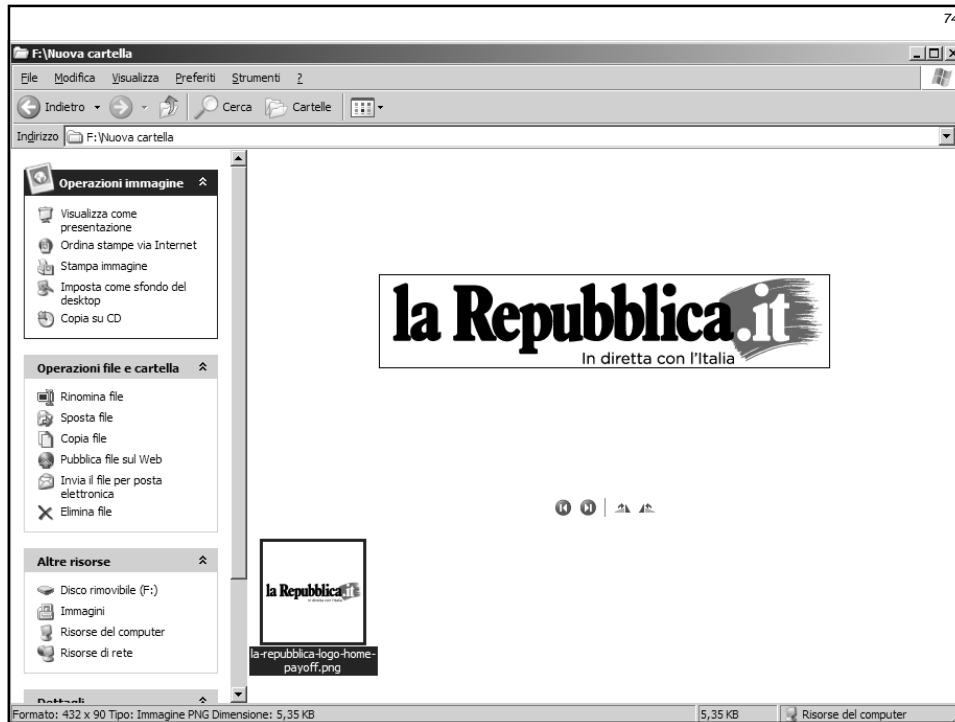 74
F:\Nuova cartella
File Modifica Visualizza Preferiti Strumenti ?
Indietro Cerca Cartelle
Indirizzo F:\Nuova cartella
Operazioni immagine
Visualizza come
presentazione
Ordina stampe via Internet
Stampa immagine
Imposta come sfondo del
desktop
Copia su CD
Operazioni file e cartella
Rinomina file
Sposta file
Copia file
Pubblica file sul Web
Invia il file per posta
elettronica
Elimina file
Altre risorse
Disco rimovibile (F:)
Immagini
Risorse del computer
Risorse di rete
Dettagli
la Repubblica.it
In diretta con l'Italia
la Repubblica.it
In diretta con l'Italia
la-repubblica-logo-home-
payoff.png
Formato: 432 x 90 Tipo: Immagine PNG Dimensione: 5,35 KB 5,35 KB Risorse del computer